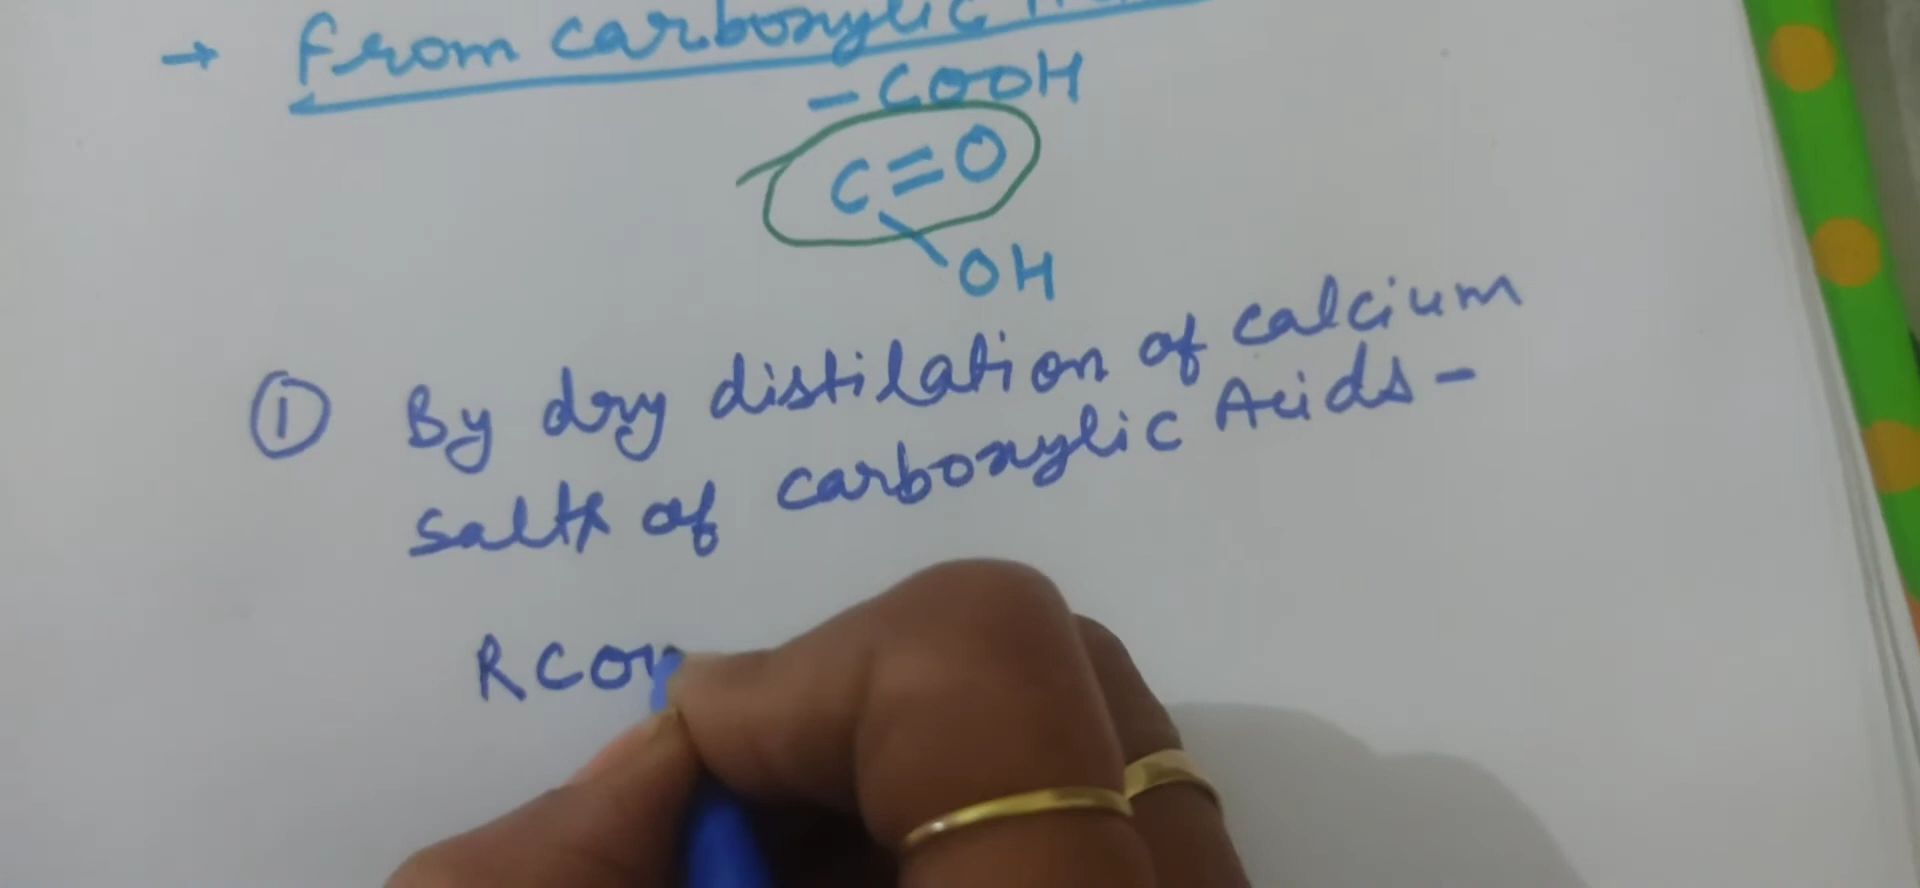 → From carboxylic
- COOH
C=O
OH
① By dry distilation of calcium
salts of carboxylic Acids -
RCO